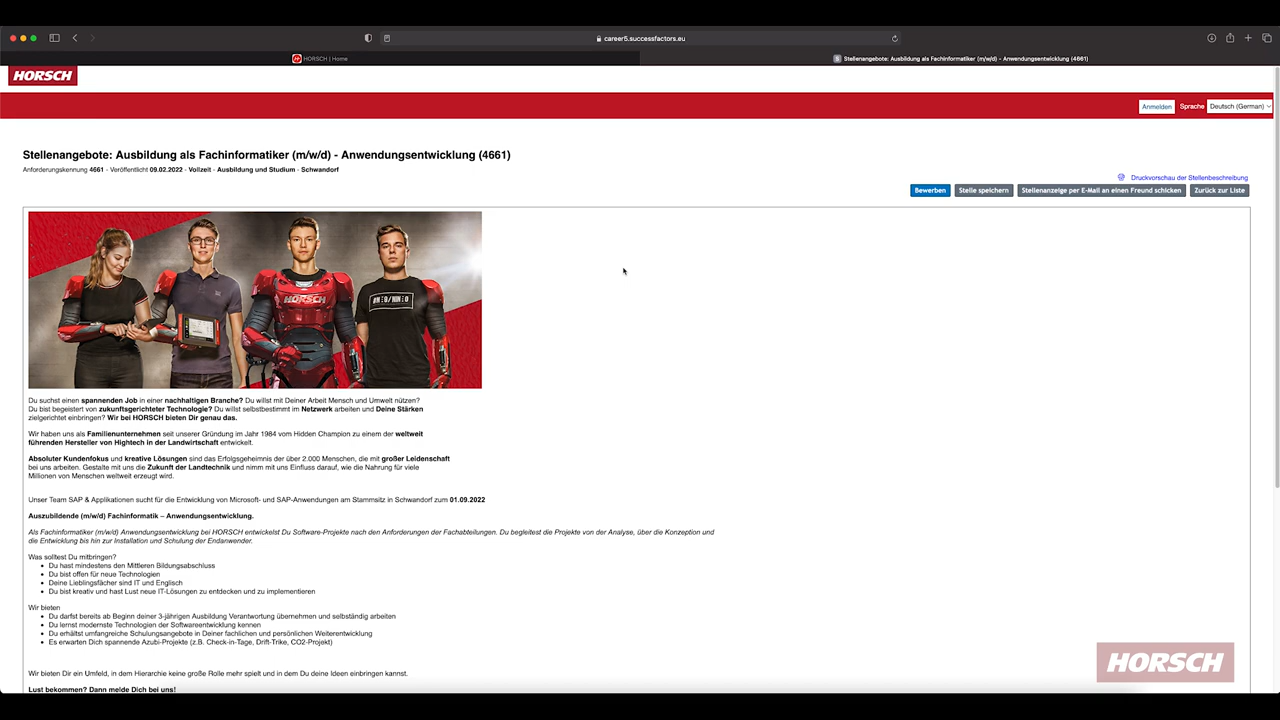 career5.successfactors.eu
HORSCH | Home
Stellenangebote: Ausbildung als Fachinformatiker (m/w/d) - Anwendungsentwicklung (4661)
HORSCH
Anmelden Sprache Deutsch (German)
Stellenangebote: Ausbildung als Fachinformatiker (m/w/d) - Anwendungsentwicklung (4661)
Anforderungskennung 4661 - Veröffentlicht 09.02.2022 - Vollzeit - Ausbildung und Studium - Schwandorf
Druckvorschau der Stellenbeschreibung
Bewerben Stelle speichern Stellenanzeige per E-Mail an einen Freund schicken Zurück zur Liste
HORSCH
Du suchst einen spannenden Job in einer nachhaltigen Branche? Du willst mit Deiner Arbeit Mensch und Umwelt nützen?
Du bist begeistert von zukunftsgerichteter Technologie? Du willst selbstbestimmt im Netzwerk arbeiten und Deine Stärken
zielgerichtet einbringen? Wir bei HORSCH bieten Dir genau das.
Wir haben uns als Familienunternehmen seit unserer Gründung im Jahr 1984 vom Hidden Champion zu einem der weltweit
führenden Hersteller von Hightech in der Landwirtschaft entwickelt.
Absoluter Kundenfokus und kreative Lösungen sind das Erfolgsgeheimnis der über 2.000 Menschen, die mit großer Leidenschaft
bei uns arbeiten. Gestalte mit uns die Zukunft der Landtechnik und nimm mit uns Einfluss darauf, wie die Nahrung für viele
Millionen von Menschen weltweit erzeugt wird.
Unser Team SAP & Applikationen sucht für die Entwicklung von Microsoft- und SAP-Anwendungen am Stammsitz in Schwandorf zum 01.09.2022
Auszubildende (m/w/d) Fachinformatik – Anwendungsentwicklung.
Als Fachinformatiker (m/w/d) Anwendungsentwicklung bei HORSCH entwickelst Du Software-Projekte nach den Anforderungen der Fachabteilungen. Du begleitest die Projekte von der Analyse, über die Konzeption und
die Entwicklung bis hin zur Installation und Schulung der Endanwender.
Was solltest Du mitbringen?
• Du hast mindestens den Mittleren Bildungsabschluss
• Du bist offen für neue Technologien
• Deine Lieblingsfächer sind IT und Englisch
• Du bist kreativ und hast Lust neue IT-Lösungen zu entdecken und zu implementieren
Wir bieten
• Du darfst bereits ab Beginn deiner 3-jährigen Ausbildung Verantwortung übernehmen und selbständig arbeiten
• Du lernst modernste Technologien der Softwareentwicklung kennen
• Du erhältst umfangreiche Schulungsangebote in Deiner fachlichen und persönlichen Weiterentwicklung
• Es erwarten Dich spannende Azubi-Projekte (z.B. Check-in-Tage, Drift-Trike, CO2-Projekt)
HORSCH
Wir bieten Dir ein Umfeld, in dem Hierarchie keine große Rolle mehr spielt und in dem Du deine Ideen einbringen kannst.
Lust bekommen? Dann melde Dich bei uns!